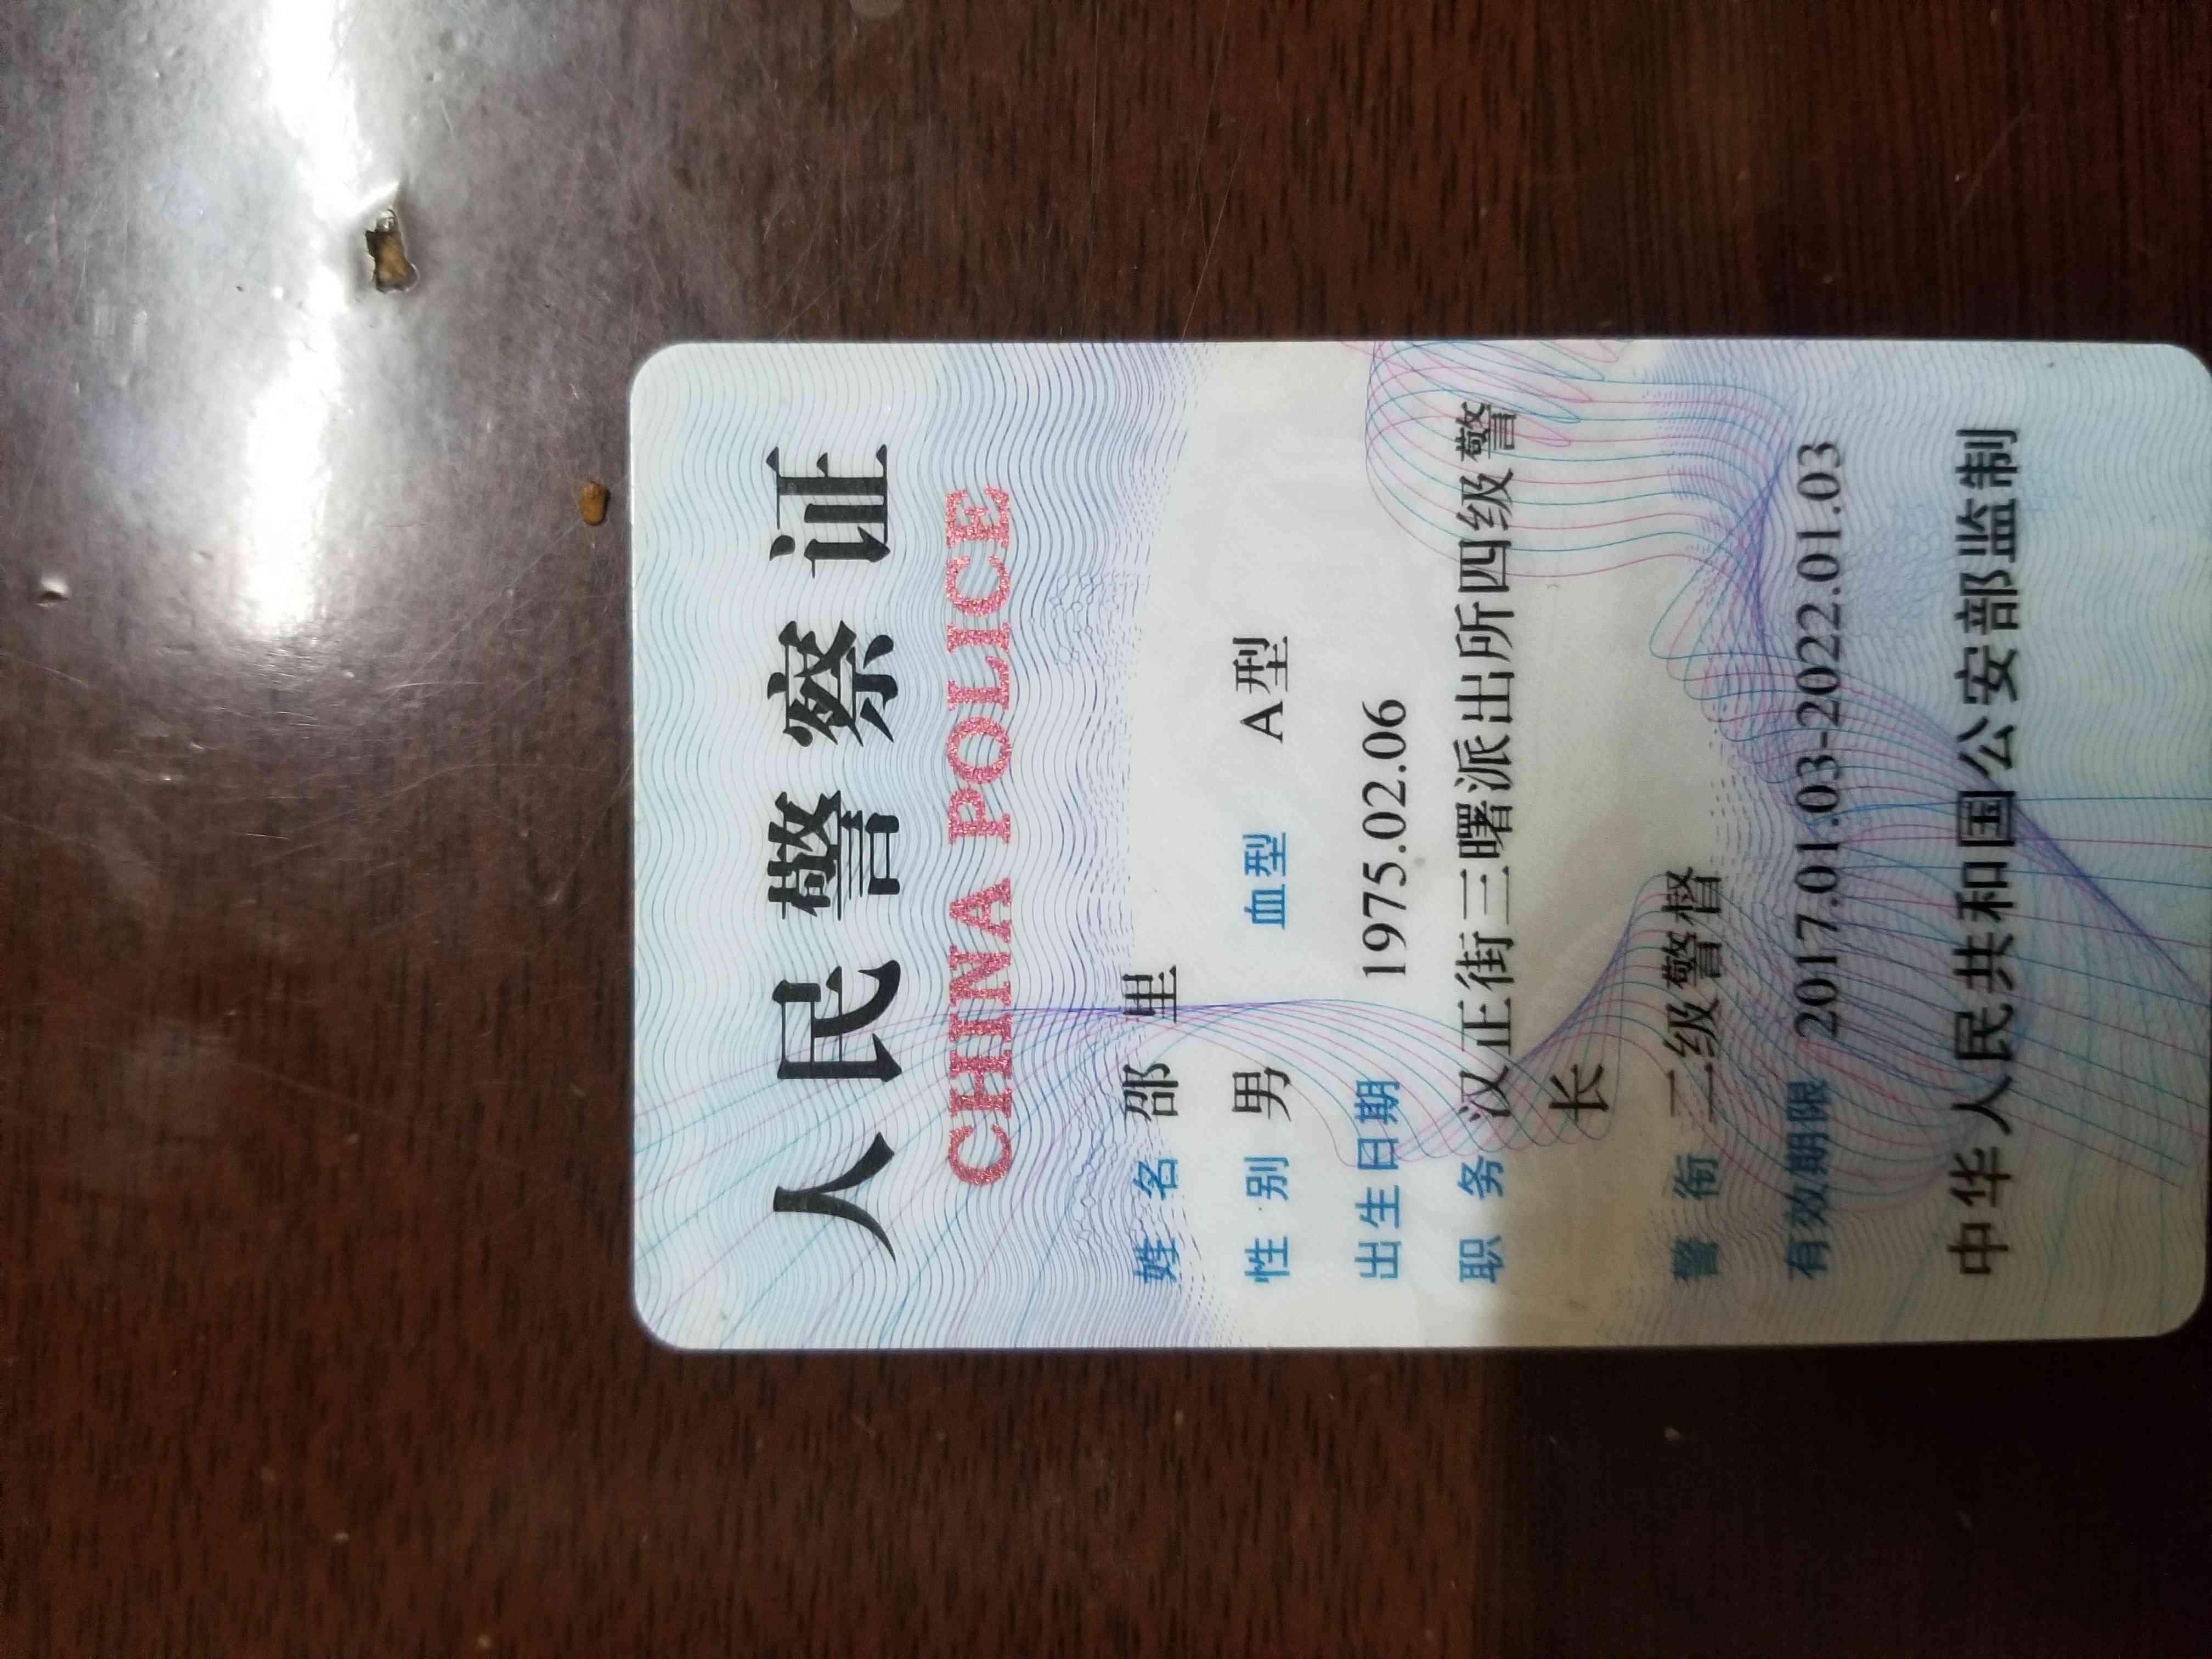 人民警察证
CHINA POLICE
姓名 邵里
性别 男 血型 A型
出生日期 1975.02.06
职务 汉正街三曙派出所四级警
长
警衔 二级警督
有效期限 2017.01.03-2022.01.03
中华人民共和国公安部监制